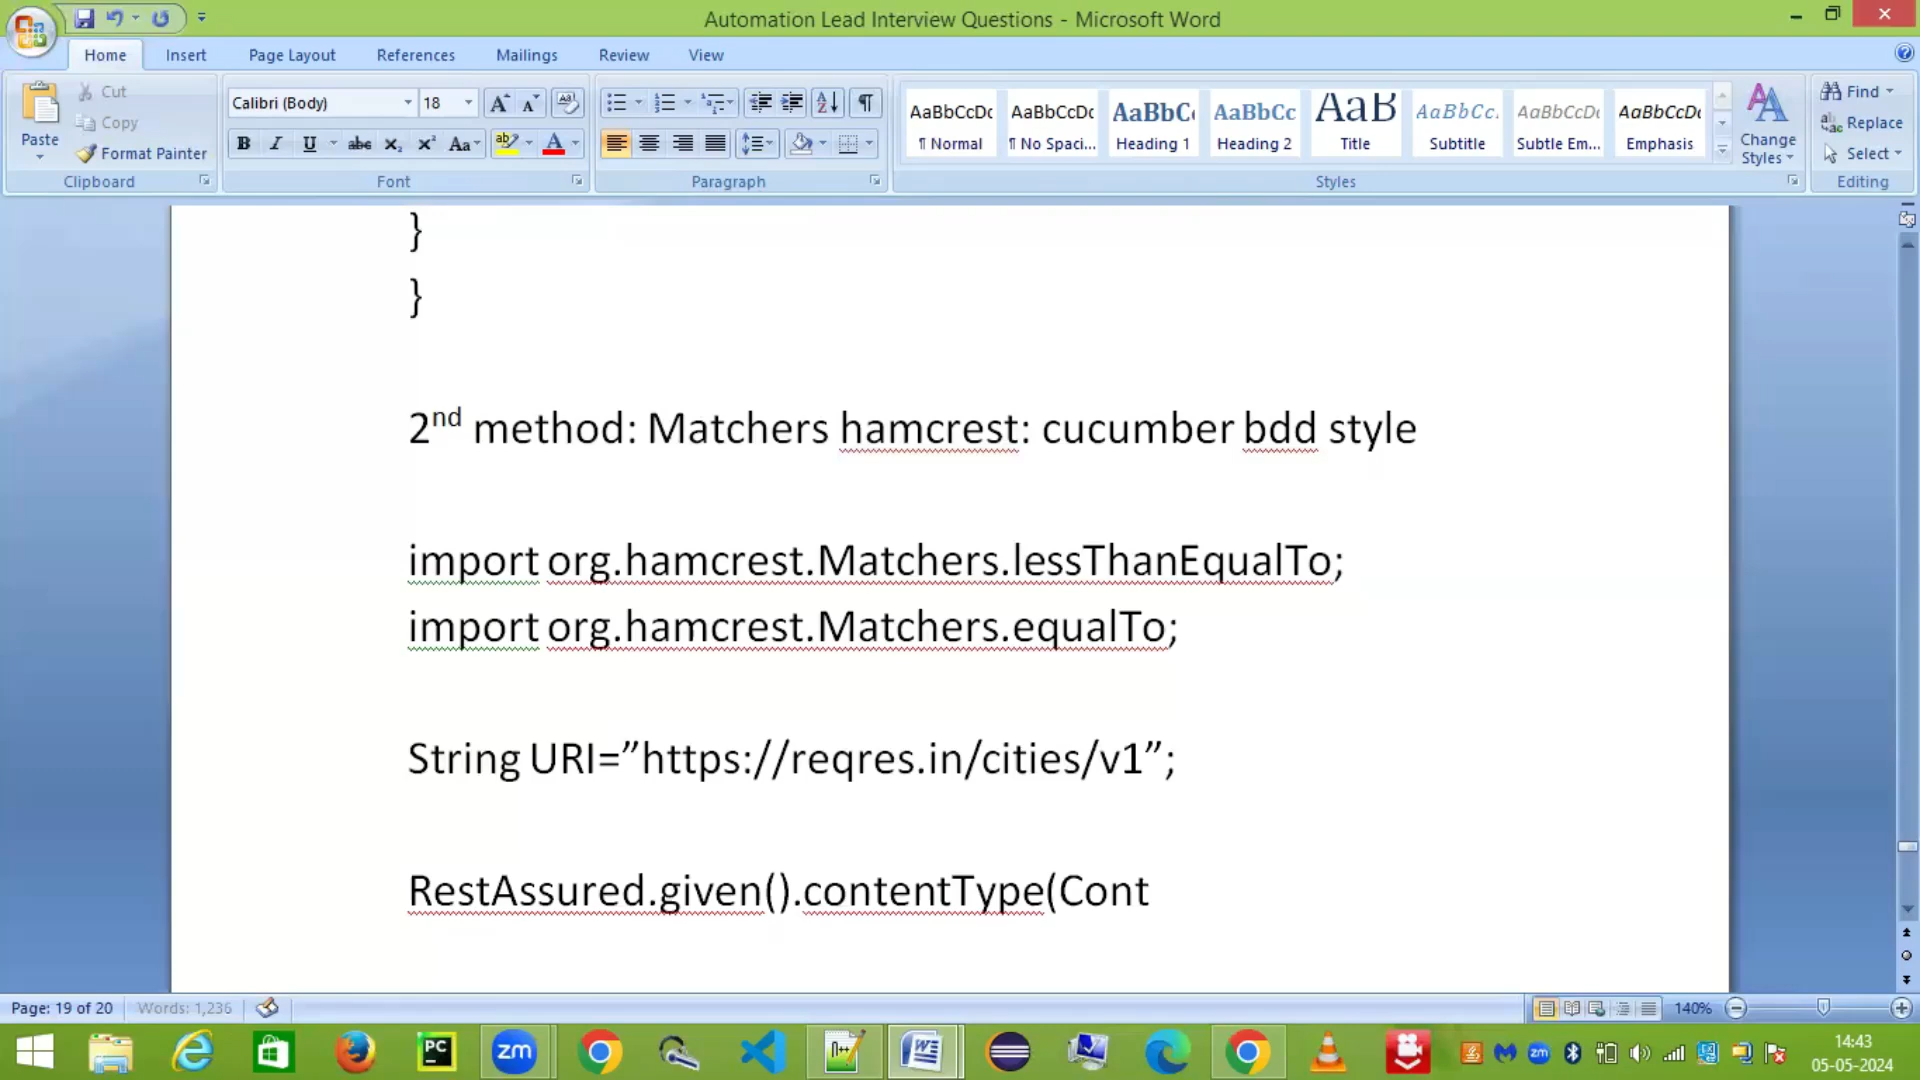 Automation Lead Interview Questions - Microsoft Word
Home Insert Page Layout References Mailings Review View
Paste
Cut
Copy
Format Painter
Clipboard
Calibri (Body) 18
Font
Paragraph
AaBbCcDc AaBbCcDc AaBbC AaBbCc AaB AaBbCc. AaBbCcDc AaBbCcDc
¶ Normal ¶ No Spaci... Heading 1 Heading 2 Title Subtitle Subtle Em... Emphasis
Styles
Change Styles
Find
Replace
Select
Editing
}
}
2nd method: Matchers hamcrest: cucumber bdd style
import org.hamcrest.Matchers.lessThanEqualTo;
import org.hamcrest.Matchers.equalTo;
String URI=”https://reqres.in/cities/v1”;
RestAssured.given().contentType(Cont
Page: 19 of 20 Words: 1,236 140%
PC zm zm
14:43
05-05-2024